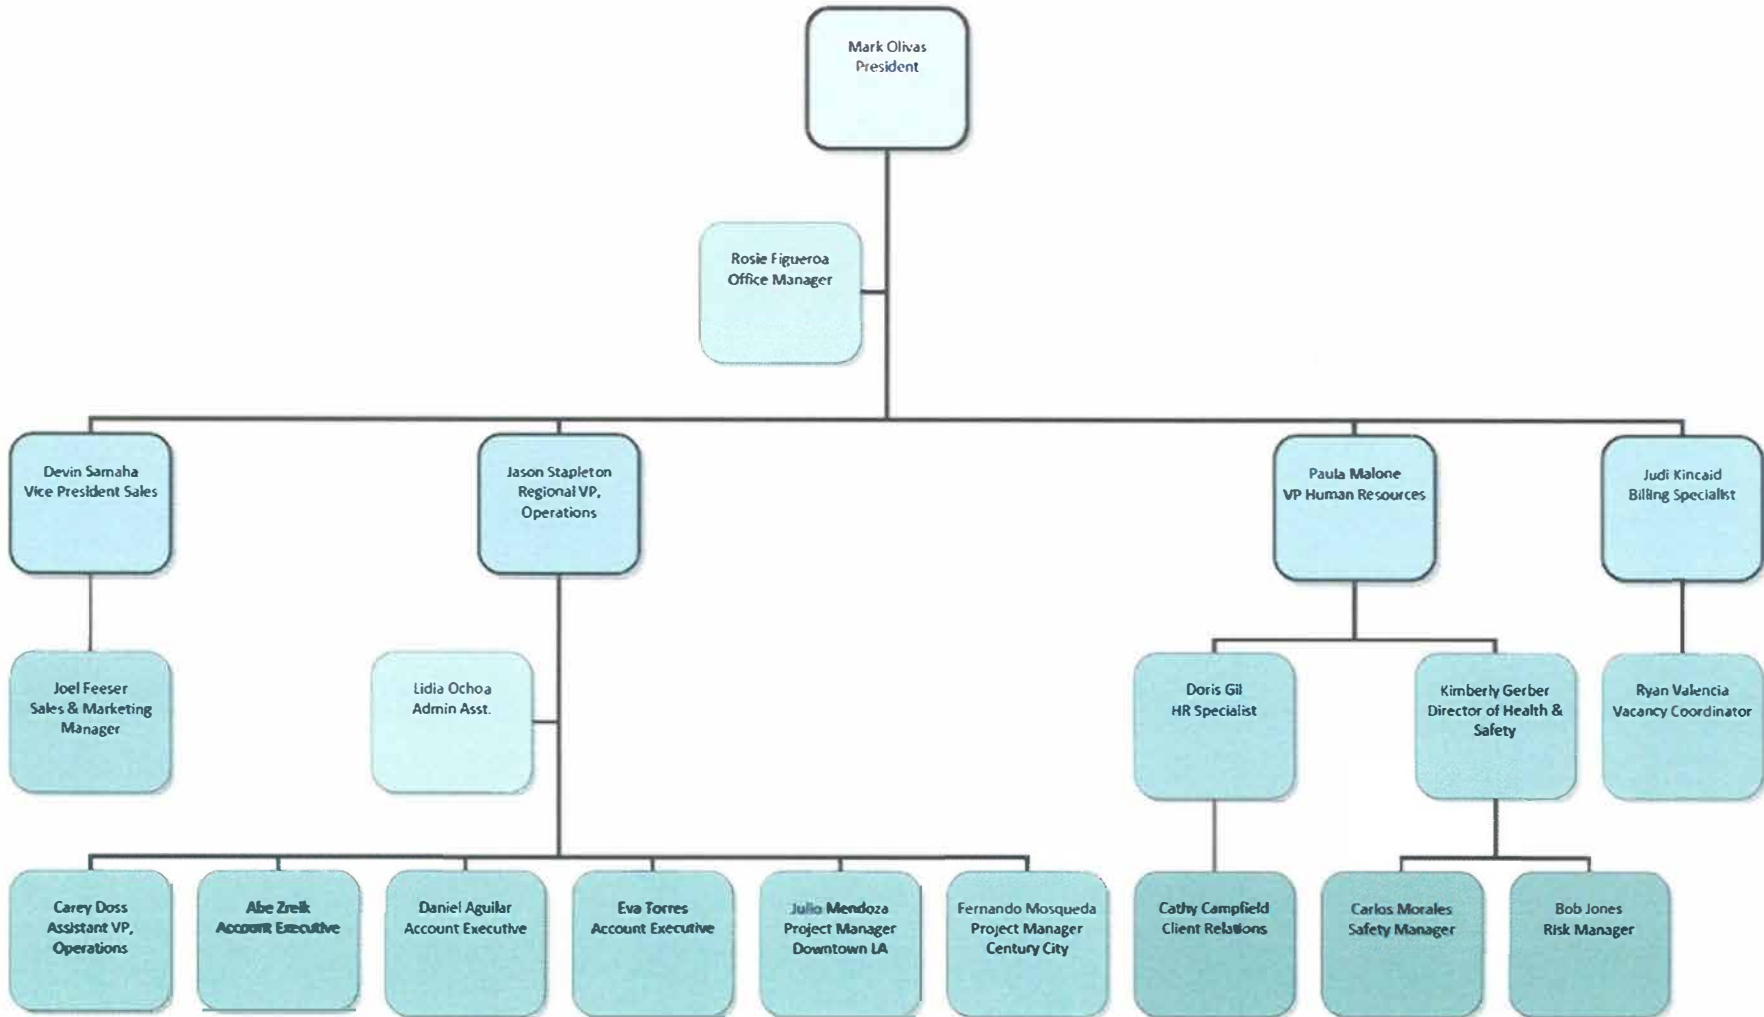 Mark Olivas
President
Rosie Figueroa
Office Manager
Devin Samaha
Vice President Sales
Jason Stapleton
Regional VP,
Operations
Paula Malone
VP Human Resources
Judi Kincaid
Billing Specialist
Joel Feeser
Sales & Marketing
Manager
Lidia Ochoa
Admin Asst.
Doris Gil
HR Specialist
Kimberly Gerber
Director of Health &
Safety
Ryan Valencia
Vacancy Coordinator
Carey Doss
Assistant VP,
Operations
Abe Zreik
Account Executive
Daniel Aguilar
Account Executive
Eva Torres
Account Executive
Julio Mendoza
Project Manager
Downtown LA
Fernando Mosqueda
Project Manager
Century City
Cathy Campfield
Client Relations
Carlos Morales
Safety Manager
Bob Jones
Risk Manager